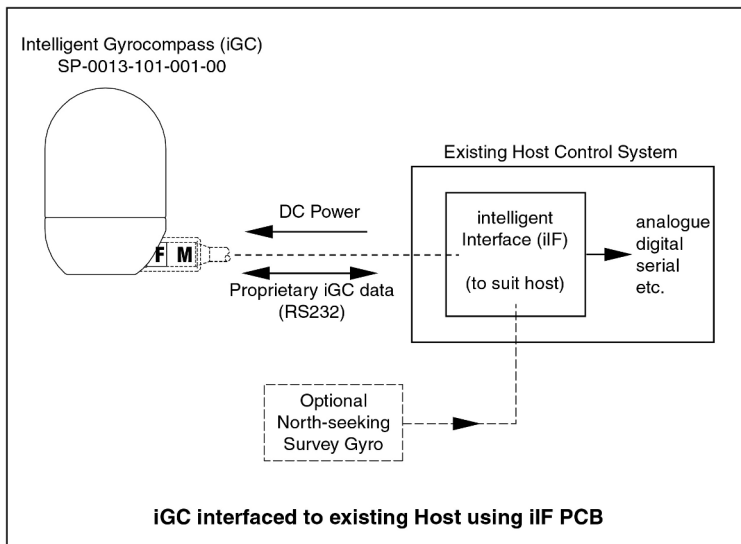 Intelligent Gyrocompass (iGC)
SP-0013-101-001-00
Existing Host Control System
DC Power
F M
Proprietary iGC data
(RS232)
intelligent
Interface (iIF)
(to suit host)
analogue
digital
serial
etc.
Optional
North-seeking
Survey Gyro
iGC interfaced to existing Host using iIF PCB